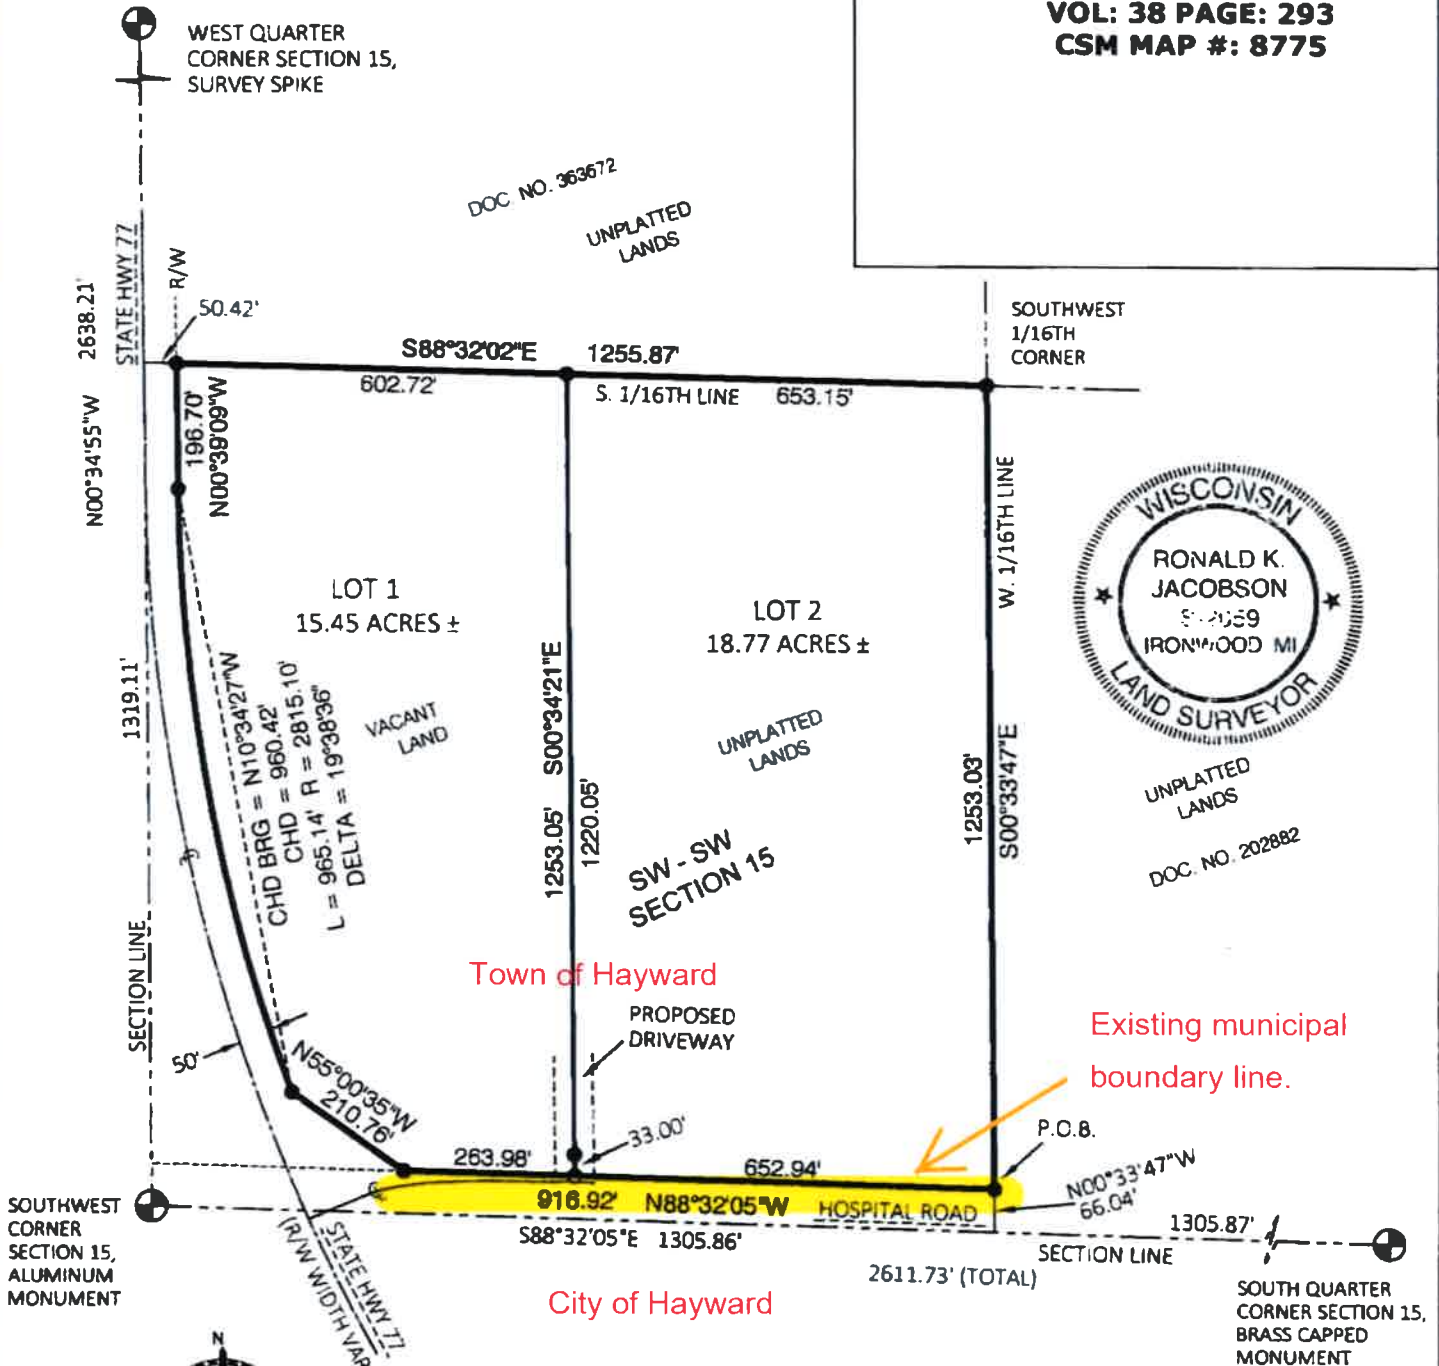 VOL: 38 PAGE: 293
CSM MAP #: 8775
WEST QUARTER
CORNER SECTION 15,
SURVEY SPIKE
DOC. NO. 363672
UNPLATTED
LANDS
STATE HWY 77
R/W
2638.21'
N00°34'55"W
50.42'
S88°32'02"E 1255.87'
602.72'
S. 1/16TH LINE 653.15'
SOUTHWEST
1/16TH
CORNER
196.70'
N00°39'09"W
W. 1/16TH LINE
WISCONSIN
RONALD K.
JACOBSON
IRONWOOD MI
LAND SURVEYOR
LOT 1
15.45 ACRES ±
LOT 2
18.77 ACRES ±
1319.11'
CHD BRG = N10°34'27"W
CHD = 960.42'
L = 965.14' R = 2815.10'
DELTA = 19°38'36"
VACANT
LAND
1253.05' S00°34'21"E
1220.05'
UNPLATTED
LANDS
1253.03'
S00°33'47"E
UNPLATTED
LANDS
DOC. NO. 202882
SW - SW
SECTION 15
SECTION LINE
Town of Hayward
PROPOSED
DRIVEWAY
Existing municipal
boundary line.
50'
N55°00'35"W
210.76'
33.00'
P.O.B.
263.98'
652.94'
N00°33'47"W
66.04'
916.92' N88°32'05"W HOSPITAL ROAD
S88°32'05"E 1305.86'
1305.87'
SECTION LINE
2611.73' (TOTAL)
SOUTHWEST
CORNER
SECTION 15,
ALUMINUM
MONUMENT
STATE HWY 77
(R/W WIDTH VAR
City of Hayward
SOUTH QUARTER
CORNER SECTION 15,
BRASS CAPPED
MONUMENT
N